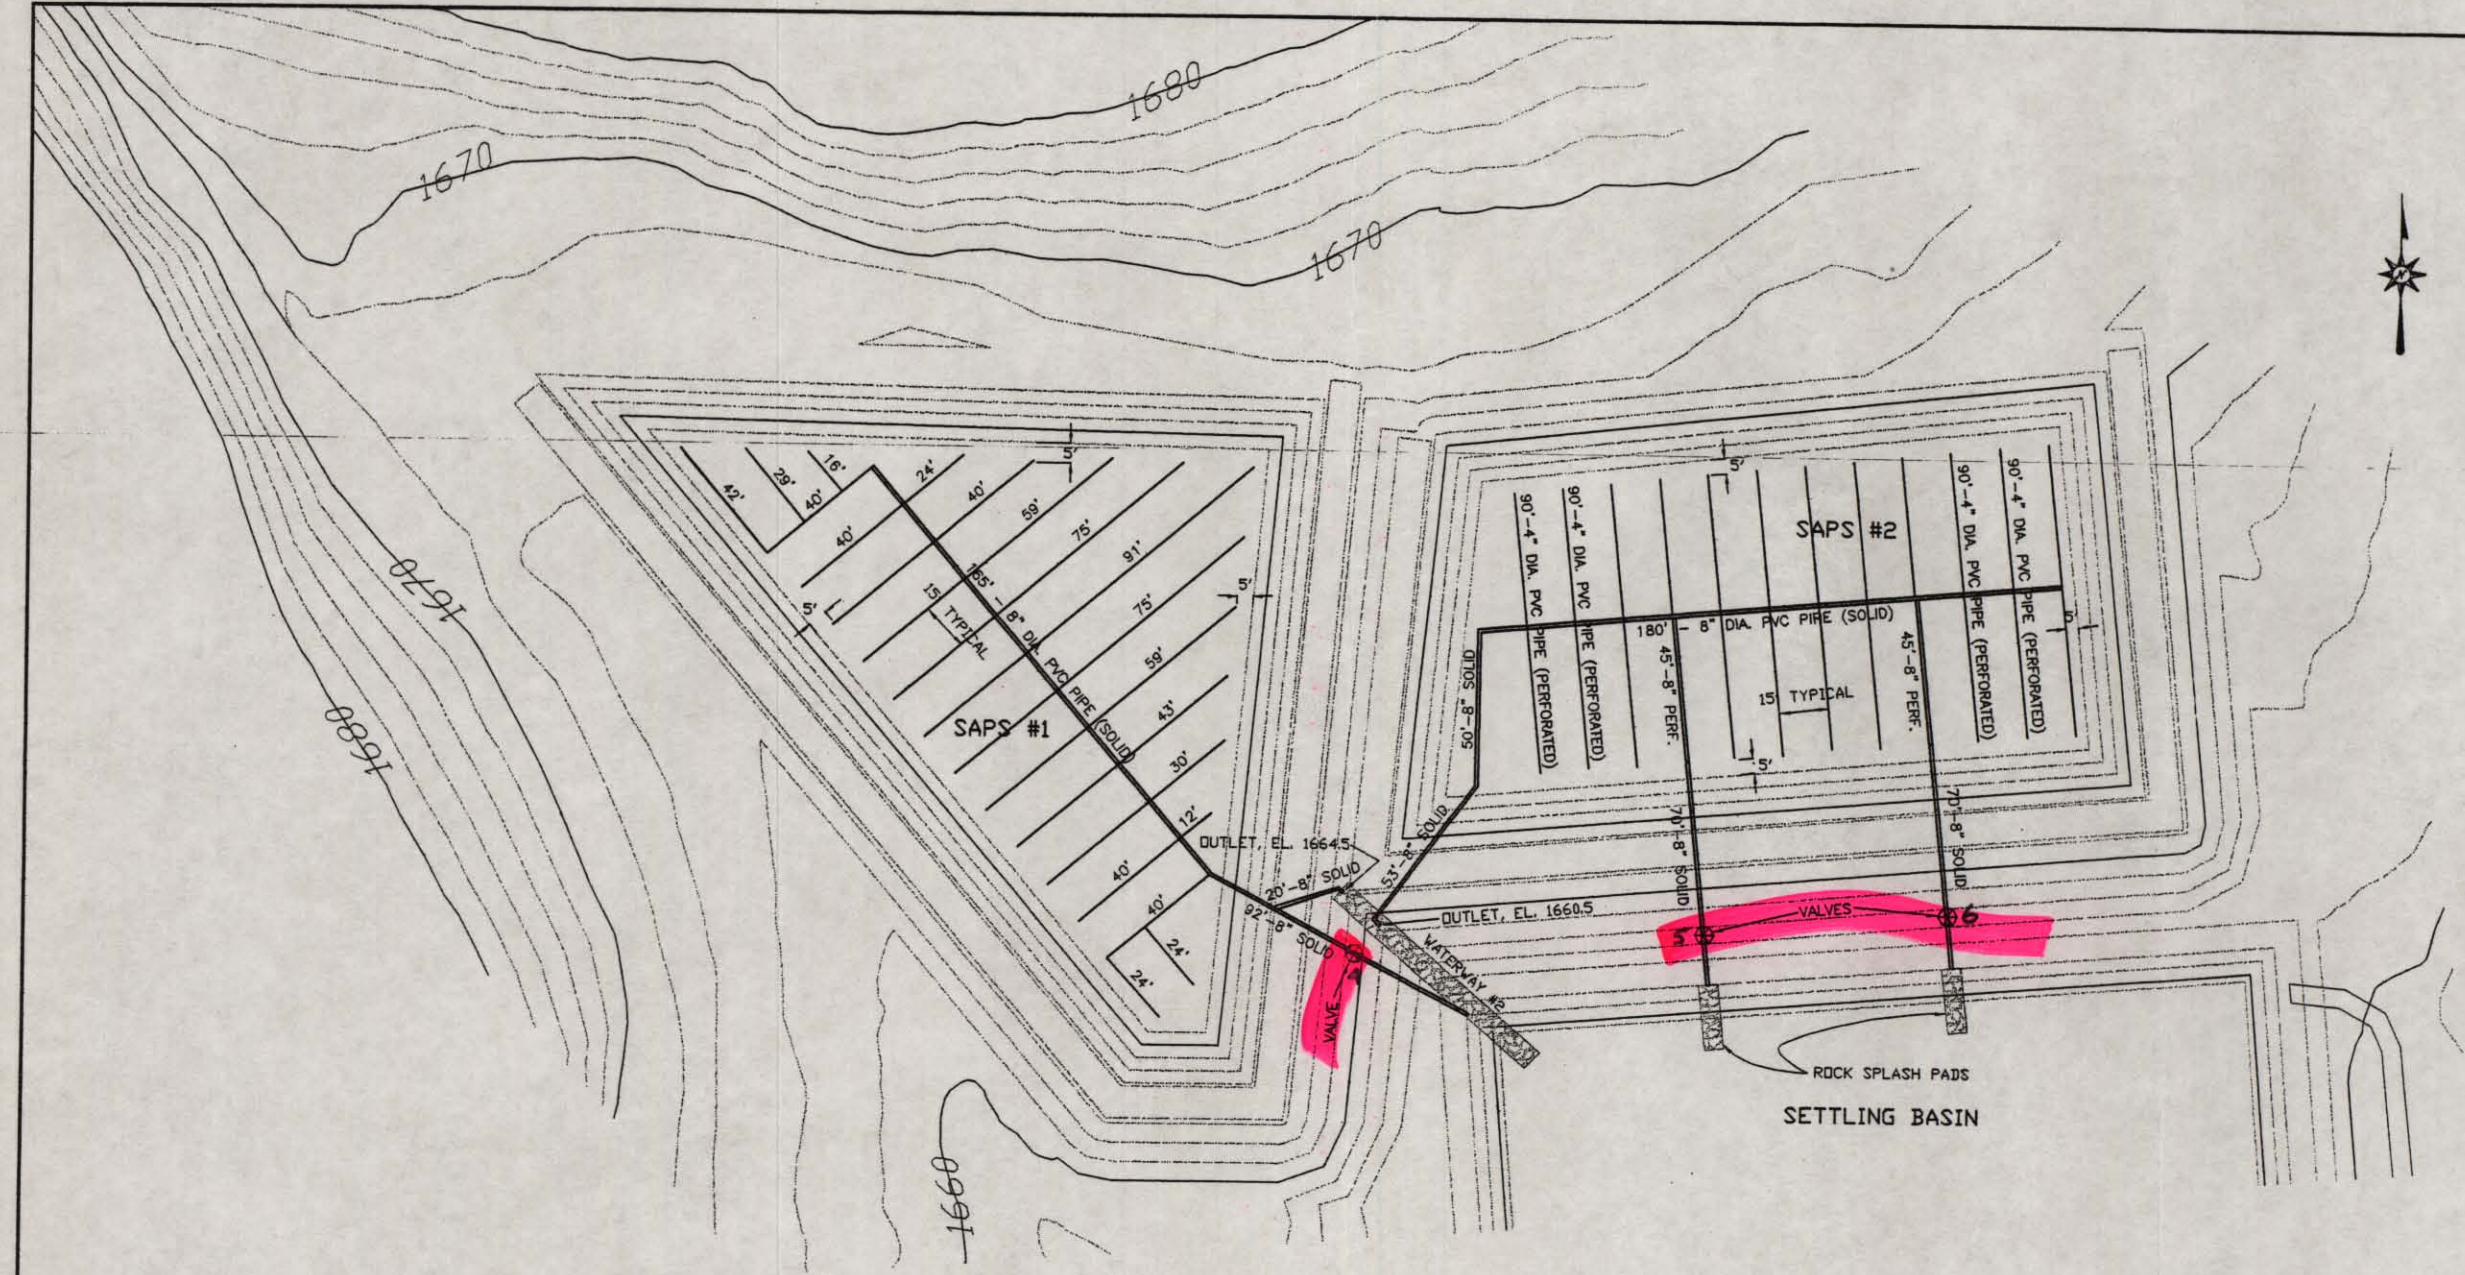 1680
1670
1670
1670
1680
1660
N
42'
29'
16'
40'
24'
40'
40'
59'
75'
91'
75'
59'
43'
30'
12'
40'
40'
24'
24'
5'
5'
5'
165' - 8" DIA. PVC PIPE (SOLID)
15' TYPICAL
SAPS #1
OUTLET, EL. 1664.5
20'-8" SOLID
92'-8" SOLID
VALVE
4
WATERWAY #2
53'-8" SOLID
50'-8" SOLID
OUTLET, EL. 1660.5
90'-4" DIA. PVC PIPE (PERFORATED)
90'-4" DIA. PVC PIPE (PERFORATED)
5'
SAPS #2
90'-4" DIA. PVC PIPE (PERFORATED)
90'-4" DIA. PVC PIPE (PERFORATED)
180' - 8" DIA. PVC PIPE (SOLID)
45'-8" PERF.
45'-8" PERF.
15' TYPICAL
5'
5'
70'-8" SOLID
70'-8" SOLID
5
VALVES
6
ROCK SPLASH PADS
SETTLING BASIN